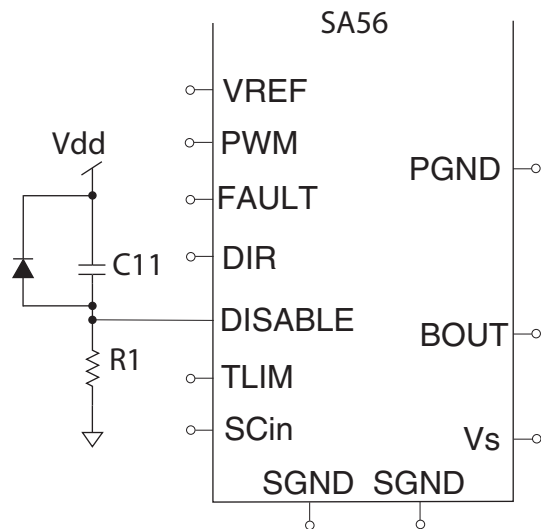 SA56
VREF
PWM
FAULT
DIR
DISABLE
TLIM
SCin
Vdd
C11
R1
PGND
BOUT
Vs
SGND SGND